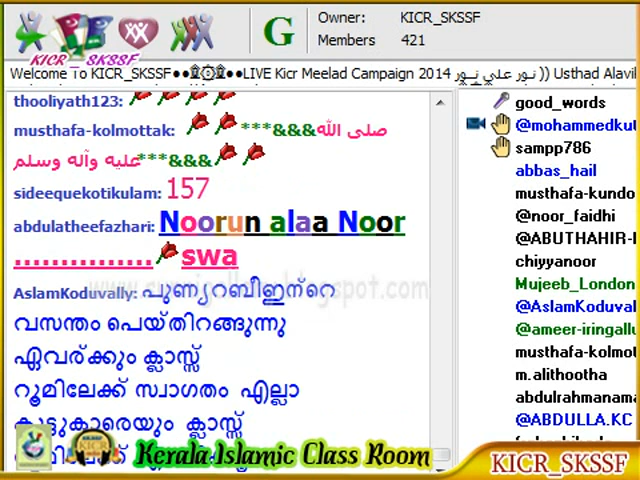 KICR_SKSSF
G
Owner: KICR_SKSSF
Members 421
Welcome To KICR_SKSSF●●۩۞۩●●LIVE Kicr Meelad Campaign 2014 نور علي نور )) Usthad Alavil
thooliyath123:
musthafa-kolmottak: ***&&&صلى الله
عليه وآله وسلم***&&&
sideequekotikulam: 157
abdulatheefazhari: Noorun alaa Noor
............... swa
AslamKoduvally: പുണ്യറബീഇന്റെ
വസന്തം പെയ്തിറങ്ങുന്നു
ഏവര്ക്കും ക്ലാസ്സ്
റൂമിലേക്ക് സ്വാഗതം എല്ലാ
കൂട്ടുകാരെയും ക്ലാസ്സ്
good_words
@mohammedkut
sampp786
abbas_hail
musthafa-kundo
@noor_faidhi
@ABUTHAHIR-
chiyyanoor
Mujeeb_London
@AslamKoduval
@ameer-iringallu
musthafa-kolmot
m.alithootha
abdulrahmanama
@ABDULLA.KC
Kerala Islamic Class Room
KICR_SKSSF